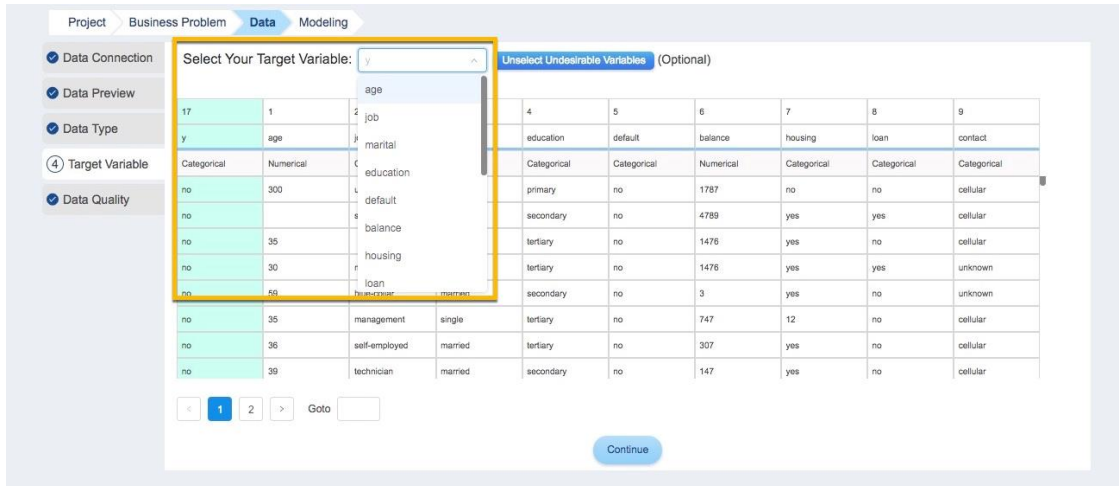 Project Business Problem Data Modeling
Data Connection
Data Preview
Data Type
4 Target Variable
Data Quality
Select Your Target Variable: y Unselect Undesirable Variables (Optional)
age
job
marital
education
default
balance
housing
loan
17 1 2 4 5 6 7 8 9
y age education default balance housing loan contact
Categorical Numerical Categorical Categorical Numerical Categorical Categorical Categorical
no 300 primary no 1787 no no cellular
no secondary no 4789 yes yes cellular
no 35 tertiary no 1476 yes no cellular
no 30 tertiary no 1476 yes yes unknown
no 59 blue-collar married secondary no 3 yes no unknown
no 35 management single tertiary no 747 12 no cellular
no 36 self-employed married tertiary no 307 yes no cellular
no 39 technician married secondary no 147 yes no cellular
< 1 2 > Goto
Continue